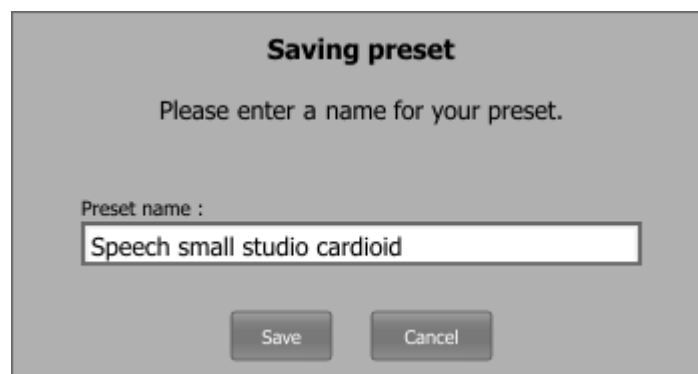 Saving preset
Please enter a name for your preset.
Preset name :
Speech small studio cardioid
Save Cancel